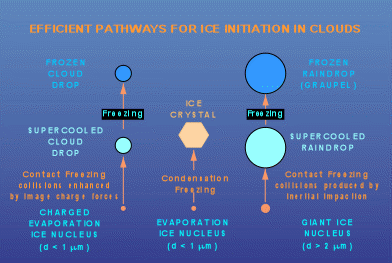 EFFICIENT PATHWAYS FOR ICE INITIATION IN CLOUDS
FROZEN
CLOUD
DROP
Freezing
SUPERCOOLED
CLOUD
DROP
Contact Freezing
collisions enhanced
by image charge forces
CHARGED
EVAPORATION
ICE NUCLEUS
(d < 1 μm)
ICE
CRYSTAL
Condensation
Freezing
EVAPORATION
ICE NUCLEUS
(d < 1 μm)
FROZEN
RAINDROP
(GRAUPEL)
Freezing
SUPERCOOLED
RAINDROP
Contact Freezing
collisions produced by
inertial impaction
GIANT ICE
NUCLEUS
(d > 2 μm)